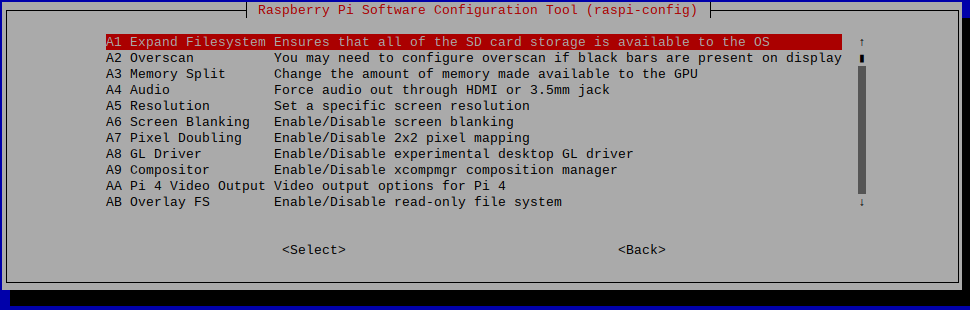 Raspberry Pi Software Configuration Tool (raspi-config)
A1 Expand Filesystem Ensures that all of the SD card storage is available to the OS
A2 Overscan You may need to configure overscan if black bars are present on display
A3 Memory Split Change the amount of memory made available to the GPU
A4 Audio Force audio out through HDMI or 3.5mm jack
A5 Resolution Set a specific screen resolution
A6 Screen Blanking Enable/Disable screen blanking
A7 Pixel Doubling Enable/Disable 2x2 pixel mapping
A8 GL Driver Enable/Disable experimental desktop GL driver
A9 Compositor Enable/Disable xcompmgr composition manager
AA Pi 4 Video Output Video output options for Pi 4
AB Overlay FS Enable/Disable read-only file system
<Select> <Back>